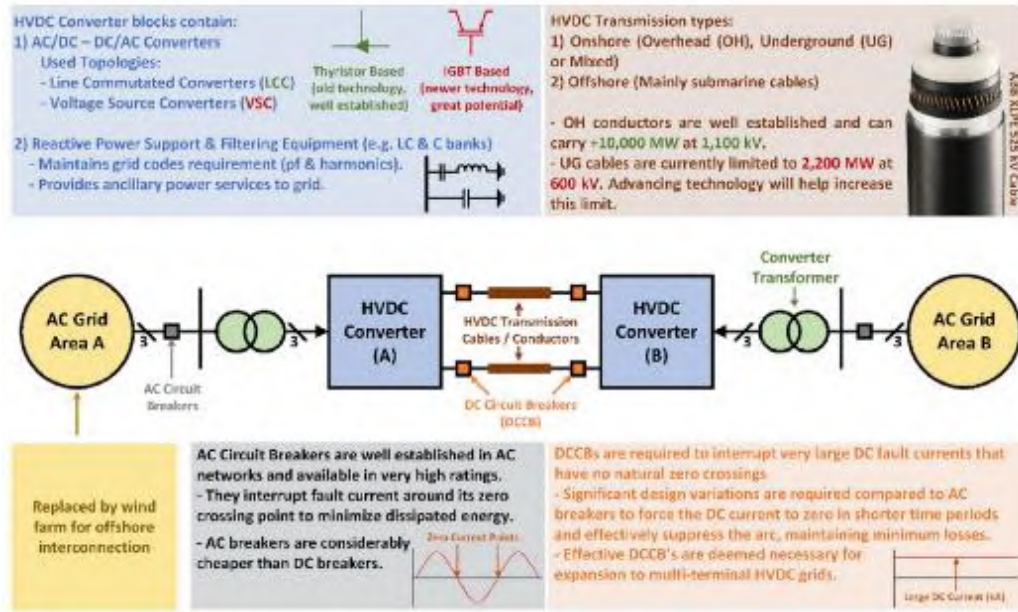 HVDC Converter blocks contain:
1) AC/DC – DC/AC Converters
Used Topologies:
- Line Commutated Converters (LCC)
- Voltage Source Converters (VSC)
Thyristor Based
(old technology,
well established)
IGBT Based
(newer technology,
great potential)
2) Reactive Power Support & Filtering Equipment (e.g. LC & C banks)
- Maintains grid codes requirement (pf & harmonics).
- Provides ancillary power services to grid.
HVDC Transmission types:
1) Onshore (Overhead (OH), Underground (UG)
or Mixed)
2) Offshore (Mainly submarine cables)
- OH conductors are well established and can
carry +10,000 MW at 1,100 kV.
- UG cables are currently limited to 2,200 MW at
600 kV. Advancing technology will help increase
this limit.
ABB XLPE 525 kV Cable
AC Grid
Area A
3
AC Circuit
Breakers
3
HVDC
Converter
(A)
HVDC Transmission
Cables / Conductors
DC Circuit Breakers
(DCCB)
HVDC
Converter
(B)
Converter
Transformer
3
3
AC Grid
Area B
Replaced by wind
farm for offshore
interconnection
AC Circuit Breakers are well established in AC
networks and available in very high ratings.
- They interrupt fault current around its zero
crossing point to minimize dissipated energy.
- AC breakers are considerably
cheaper than DC breakers.
Zero Current Points
DCCBs are required to interrupt very large DC fault currents that
have no natural zero crossings
- Significant design variations are required compared to AC
breakers to force the DC current to zero in shorter time periods
and effectively suppress the arc, maintaining minimum losses.
- Effective DCCB's are deemed necessary for
expansion to multi-terminal HVDC grids.
Large DC Current (kA)